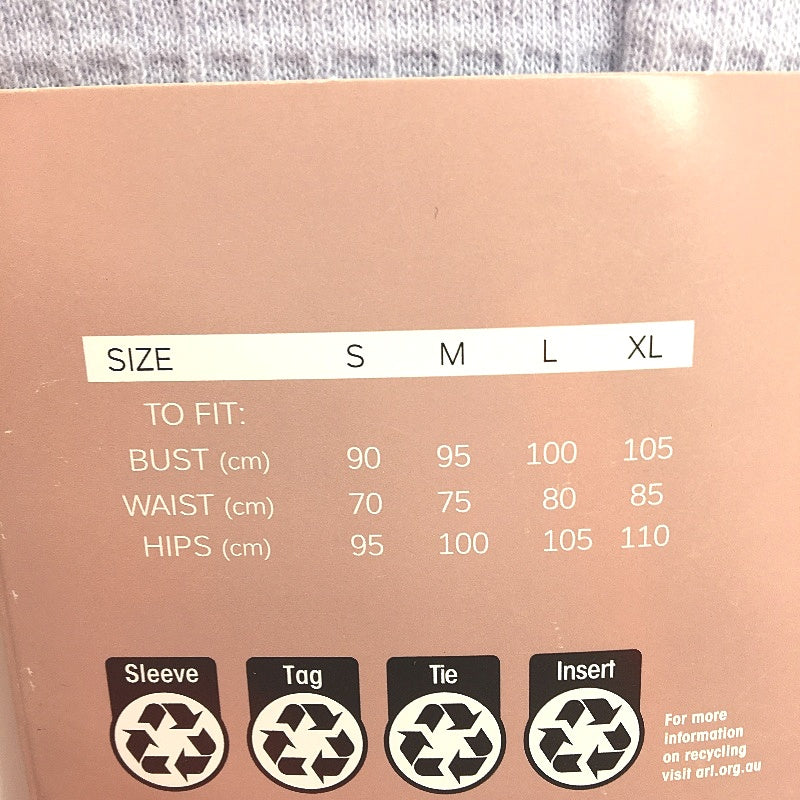 SIZE S M L XL
TO FIT:
BUST (cm) 90 95 100 105
WAIST (cm) 70 75 80 85
HIPS (cm) 95 100 105 110
Sleeve Tag Tie Insert
For more
information
on recycling
visit arl.org.au